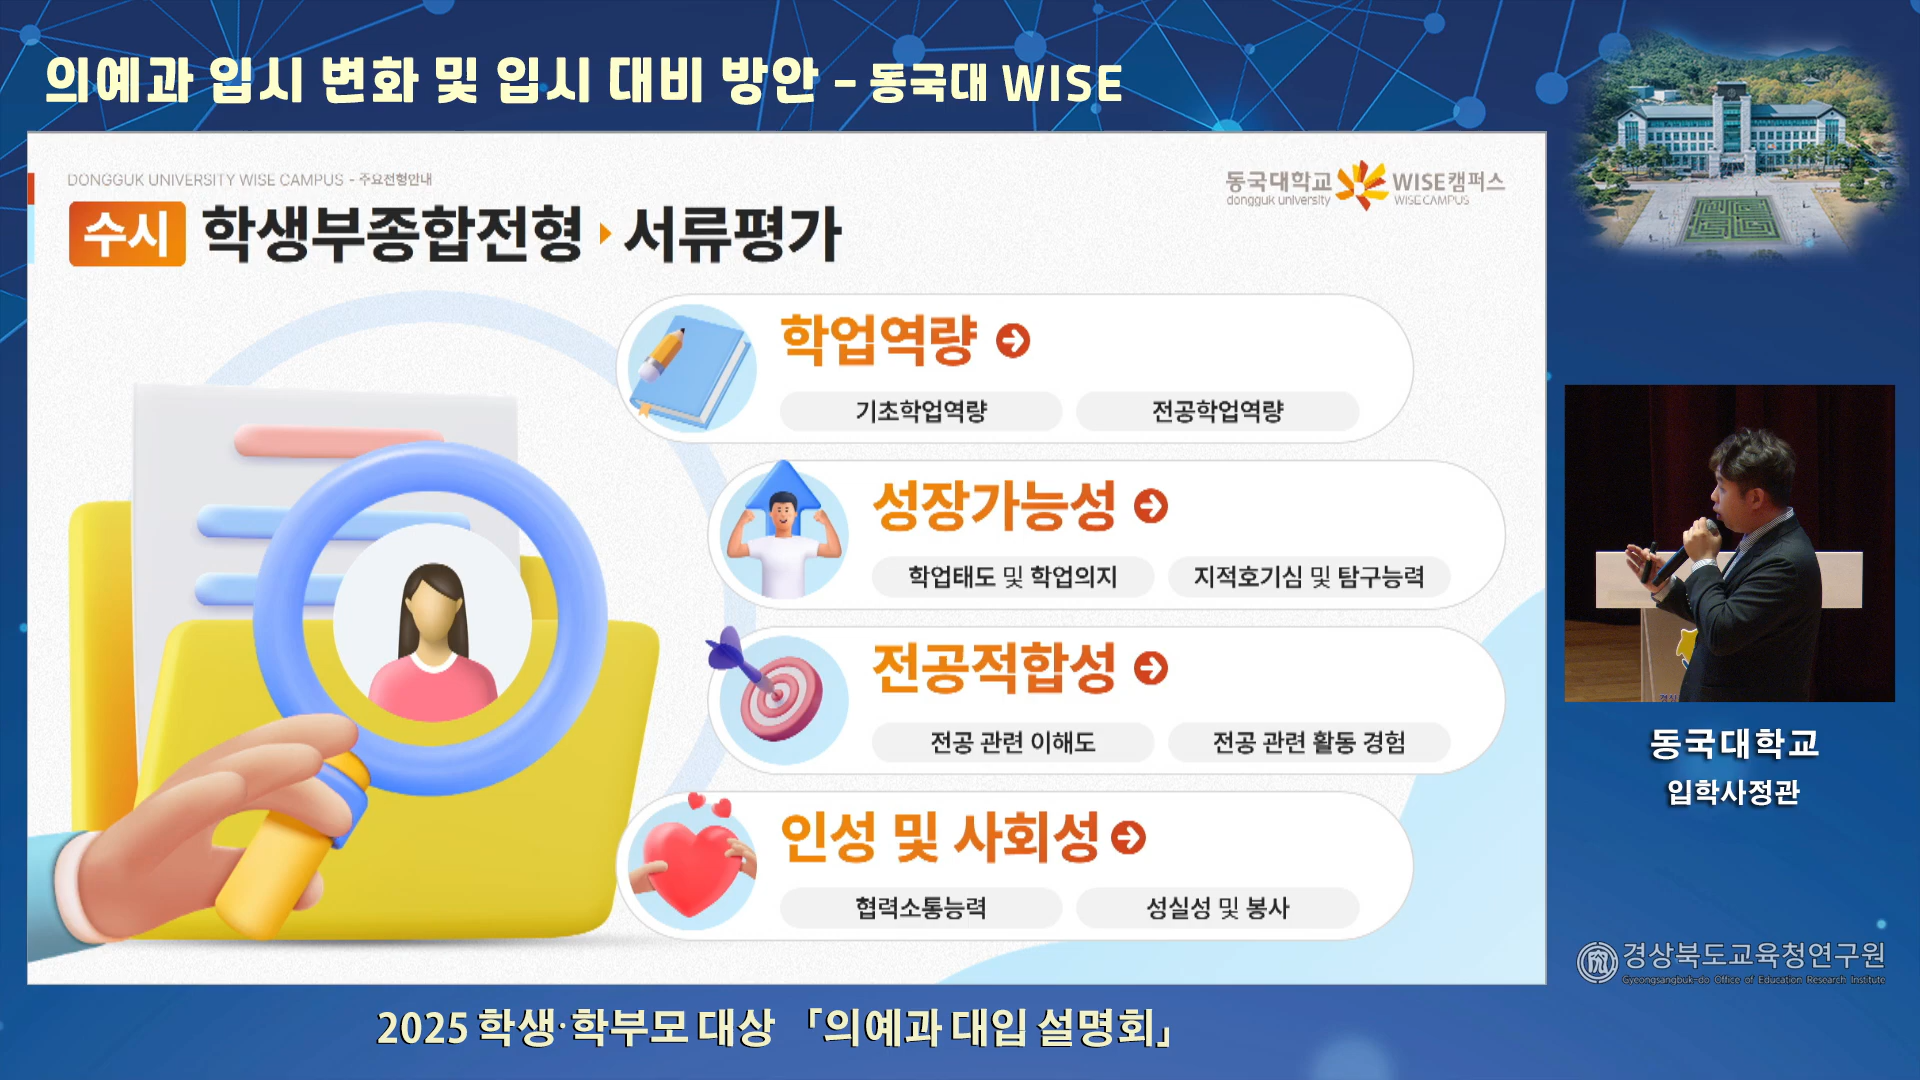 의예과 입시 변화 및 입시 대비 방안 - 동국대 WISE
DONGGUK UNIVERSITY WISE CAMPUS - 주요전형안내
동국대학교 WISE캠퍼스
dongguk university WISE CAMPUS
수시 학생부종합전형 서류평가
학업역량
기초학업역량 전공학업역량
성장가능성
학업태도 및 학업의지 지적호기심 및 탐구능력
전공적합성
전공 관련 이해도 전공 관련 활동 경험
인성 및 사회성
협력소통능력 성실성 및 봉사
동국대학교
입학사정관
경상북도교육청연구원
Gyeongsangbuk-do Office of Education Research Institute
2025 학생·학부모 대상 「의예과 대입 설명회」